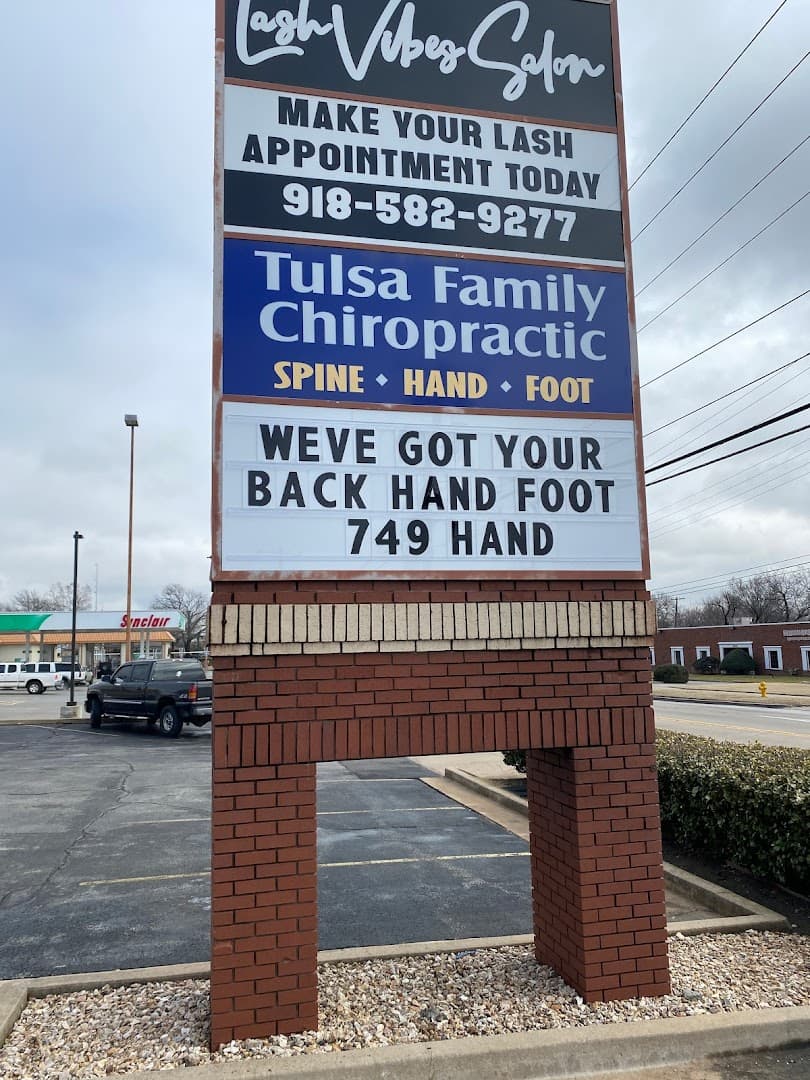 Lash Vibes Salon
MAKE YOUR LASH
APPOINTMENT TODAY
918-582-9277
Tulsa Family
Chiropractic
SPINE • HAND • FOOT
WEVE GOT YOUR
BACK HAND FOOT
749 HAND
Sinclair